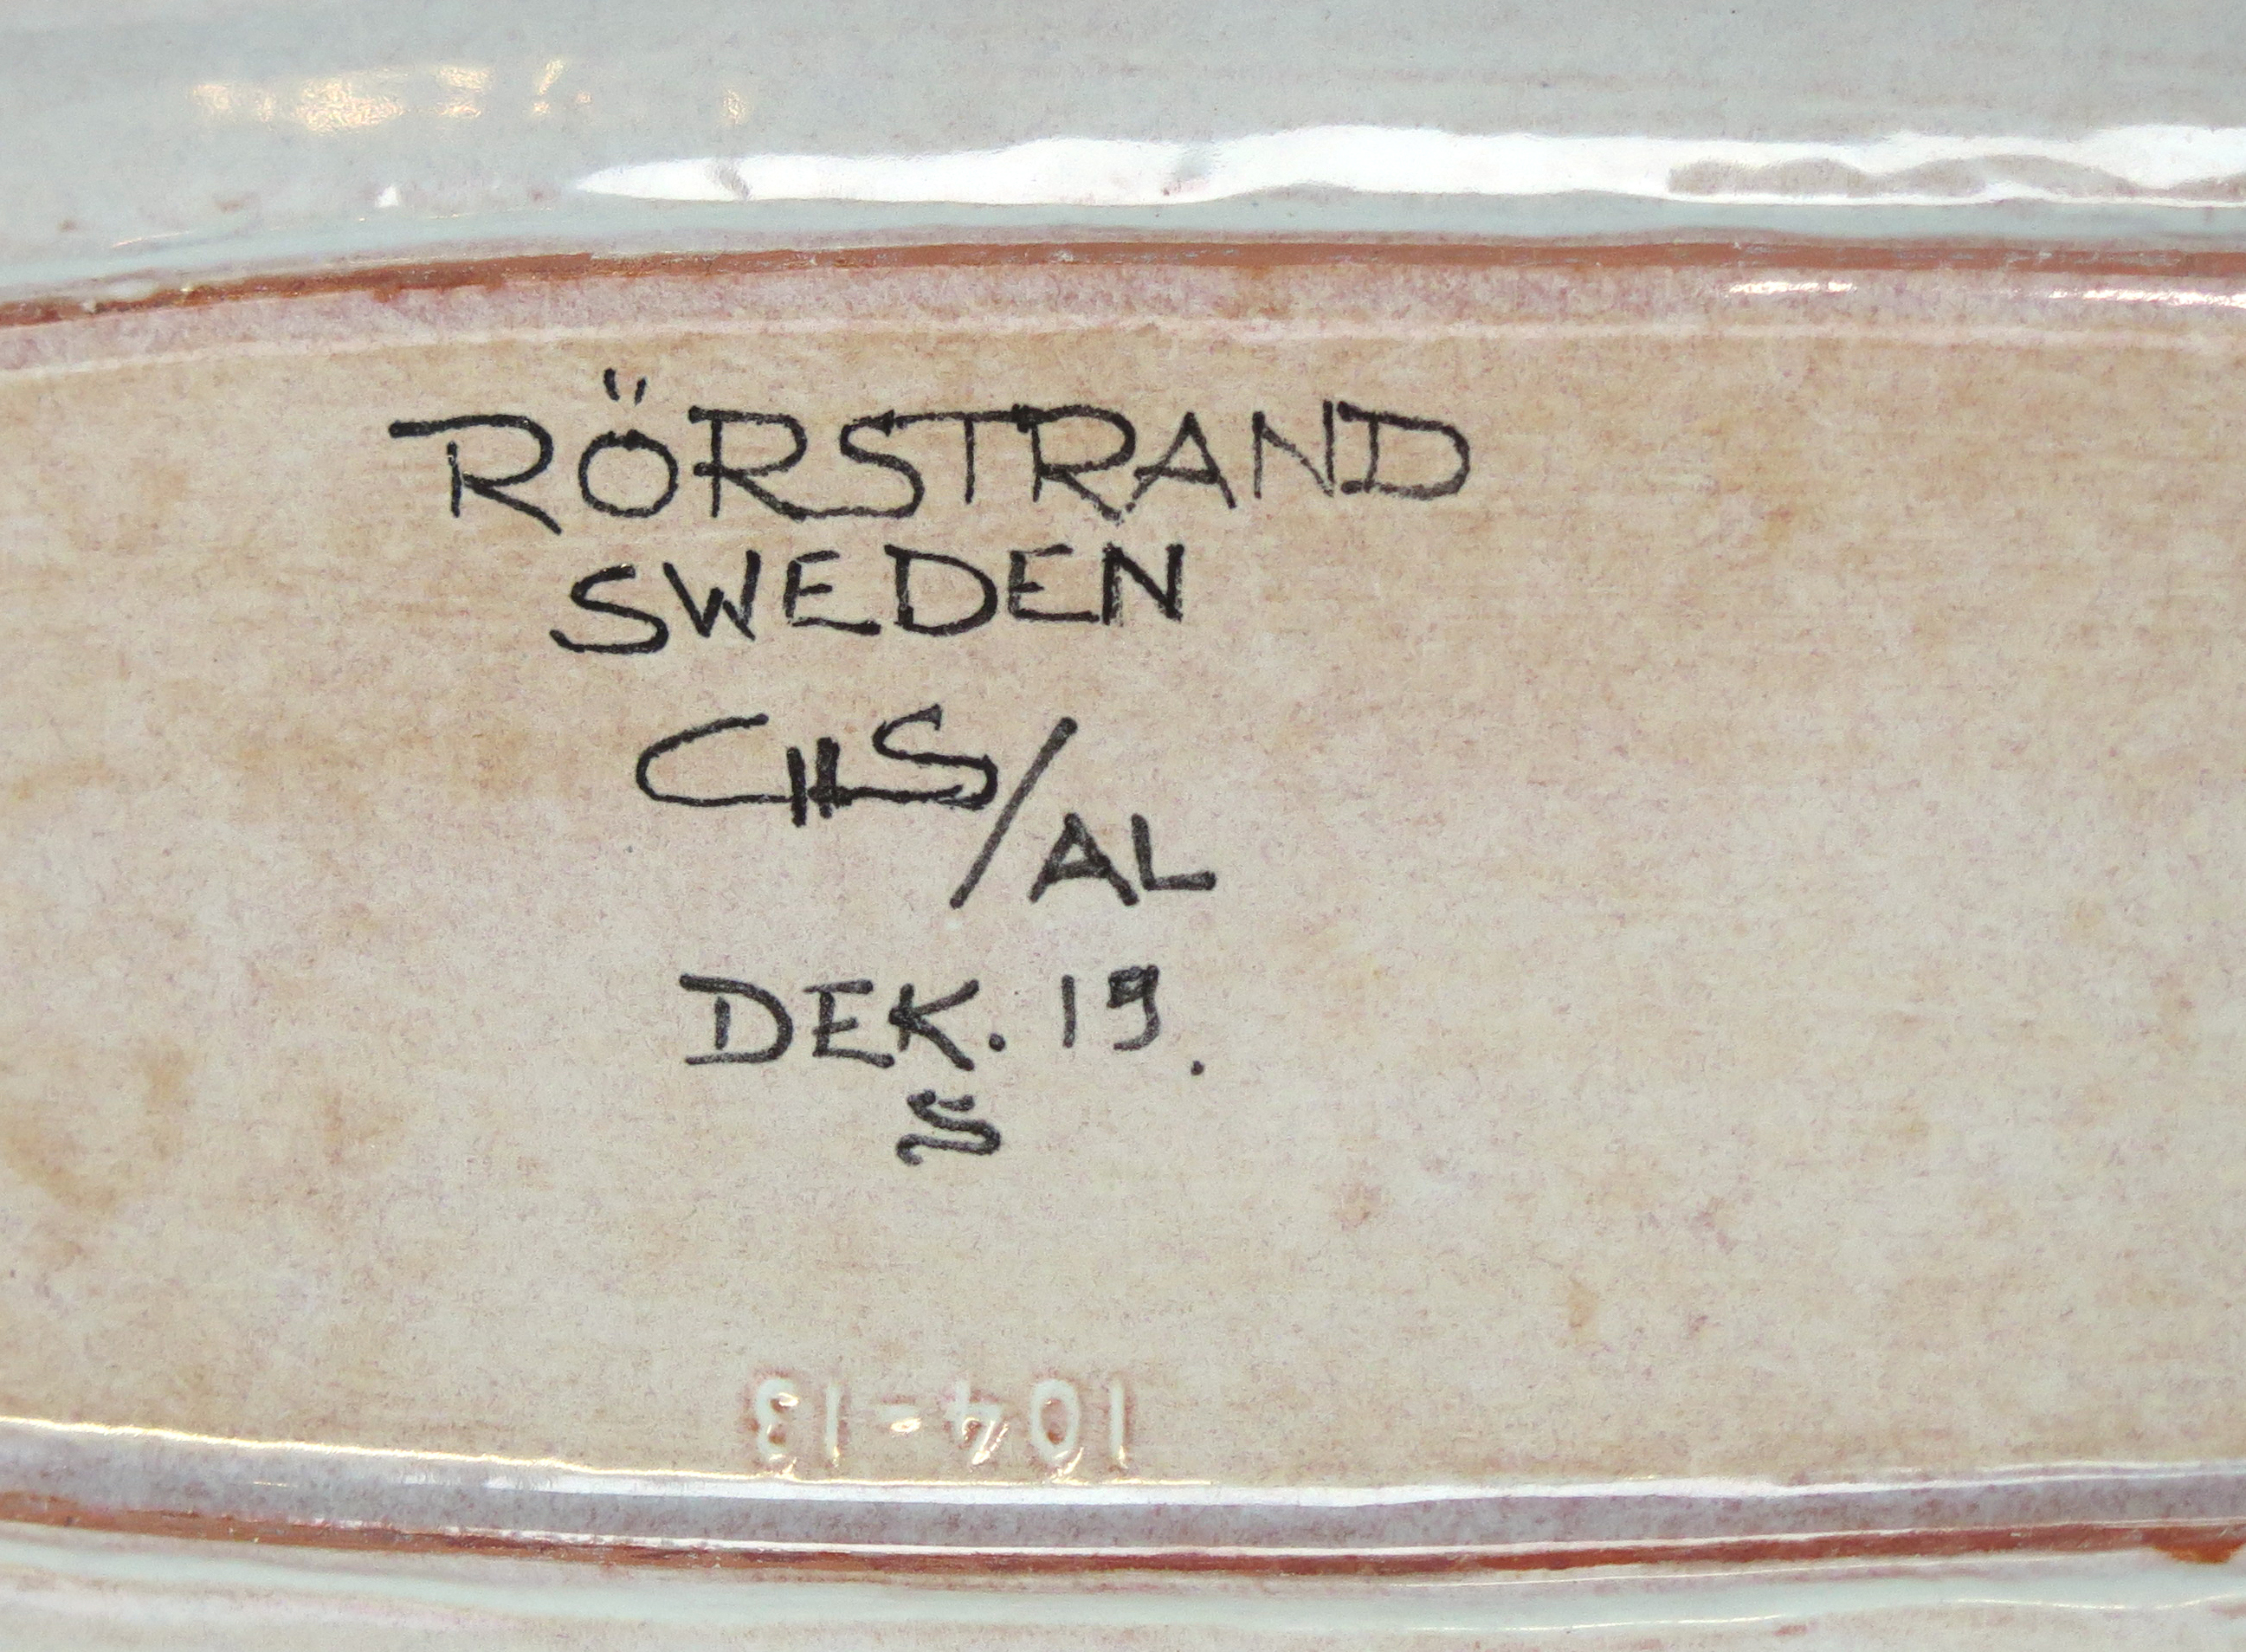 RÖRSTRAND
SWEDEN
CHS/AL
DEK. 19.
S
104-13